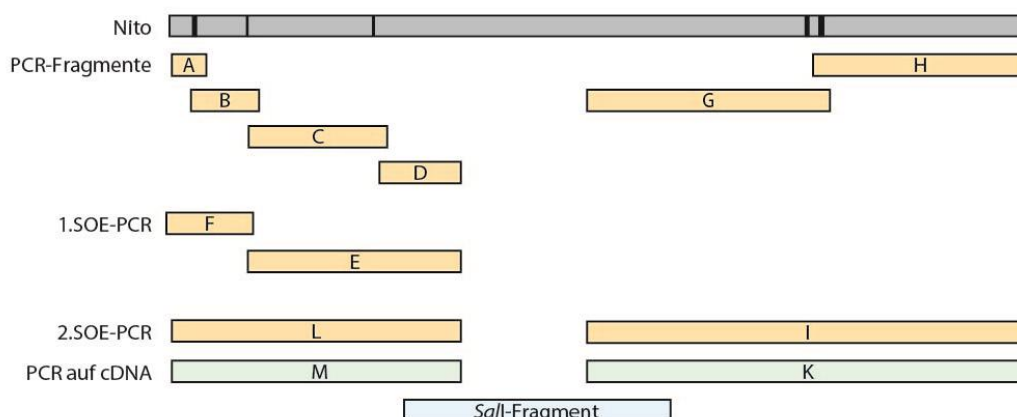 Nito
PCR-Fragmente A H
B G
C
D
1.SOE-PCR F
E
2.SOE-PCR L I
PCR auf cDNA M K
SalI-Fragment